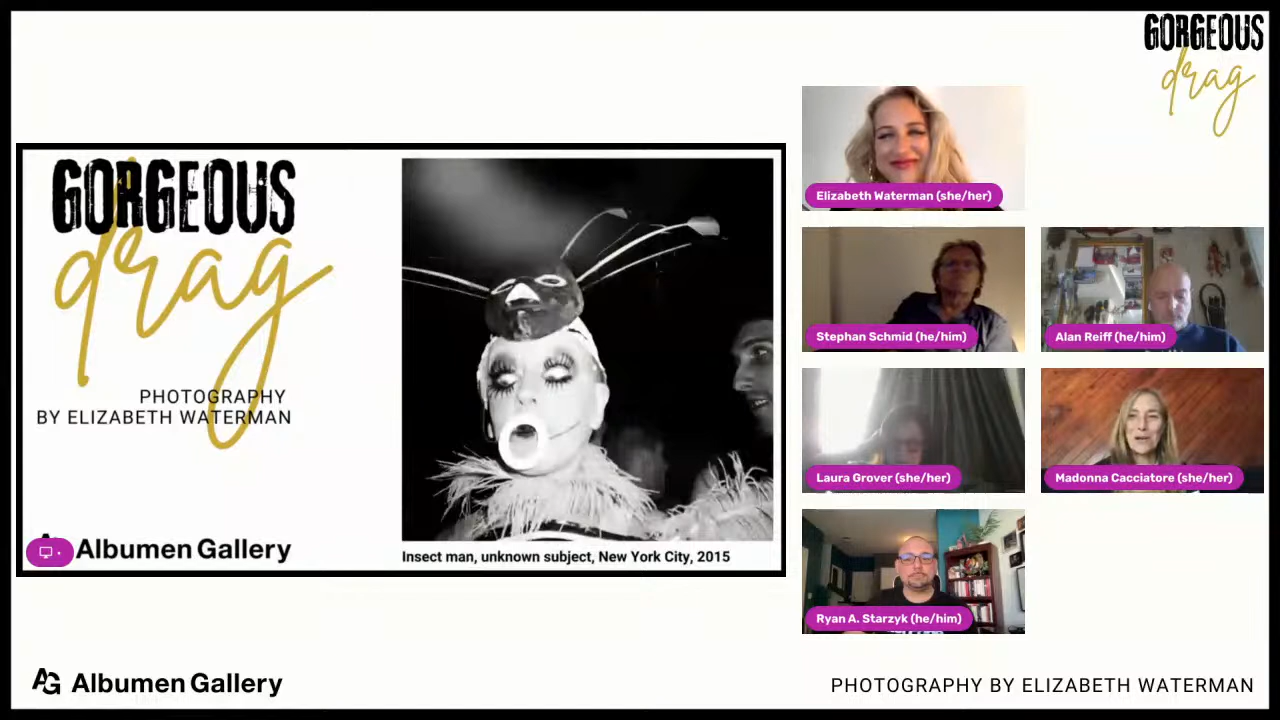 GORGEOUS
drag
GORGEOUS
drag
PHOTOGRAPHY
BY ELIZABETH WATERMAN
Albumen Gallery
Insect man, unknown subject, New York City, 2015
Elizabeth Waterman (she/her)
Stephan Schmid (he/him)
Alan Reiff (he/him)
Laura Grover (she/her)
Madonna Cacciatore (she/her)
Ryan A. Starzyk (he/him)
AG Albumen Gallery
PHOTOGRAPHY BY ELIZABETH WATERMAN